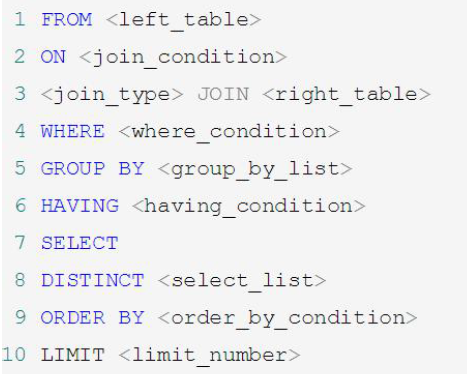 1 FROM <left_table>
2 ON <join_condition>
3 <join_type> JOIN <right_table>
4 WHERE <where_condition>
5 GROUP BY <group_by_list>
6 HAVING <having_condition>
7 SELECT
8 DISTINCT <select_list>
9 ORDER BY <order_by_condition>
10 LIMIT <limit_number>